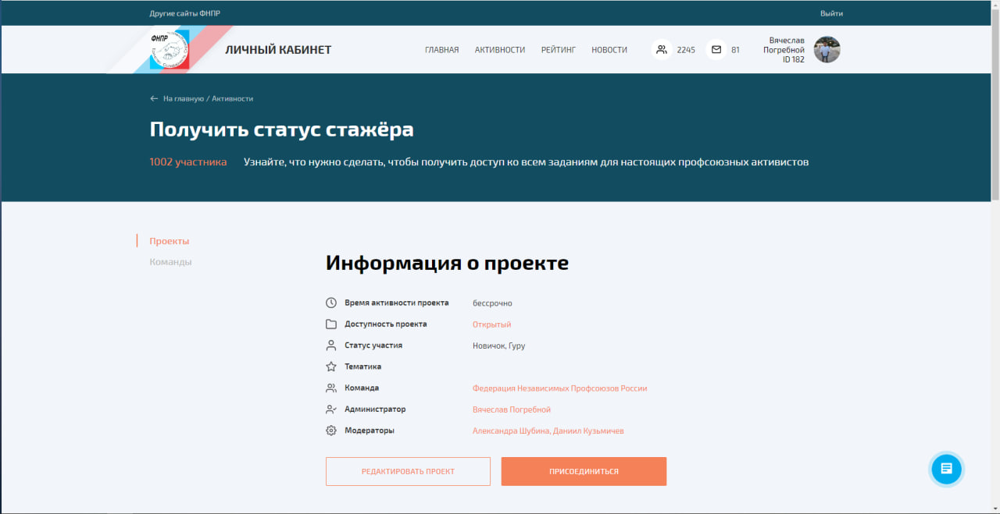 Другие сайты ФНПР
Выйти
ФНПР
ЛИЧНЫЙ КАБИНЕТ
ГЛАВНАЯ
АКТИВНОСТИ
РЕЙТИНГ
НОВОСТИ
2245
81
Вячеслав
Погребной
ID 182
← На главную / Активности
Получить статус стажёра
1002 участника
Узнайте, что нужно сделать, чтобы получить доступ ко всем заданиям для настоящих профсоюзных активистов
Проекты
Команды
Информация о проекте
Время активности проекта бессрочно
Доступность проекта Открытый
Статус участия Новичок, Гуру
Тематика
Команда Федерация Независимых Профсоюзов России
Администратор Вячеслав Погребной
Модераторы Александра Шубина, Даниил Кузьмичев
РЕДАКТИРОВАТЬ ПРОЕКТ
ПРИСОЕДИНИТЬСЯ